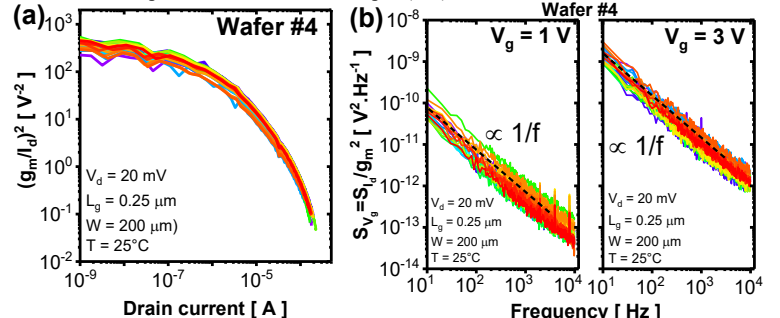 (a)
Wafer #4
(gm/Id)² [ V⁻² ]
10³
10²
10¹
10⁰
10⁻¹
10⁻²
Vd = 20 mV
Lg = 0.25 µm
W = 200 µm)
T = 25°C
10⁻⁹
10⁻⁷
10⁻⁵
Drain current [ A ]
(b)
Wafer #4
SVg=SId/gm² [ V².Hz⁻¹ ]
10⁻⁸
10⁻⁹
10⁻¹⁰
10⁻¹¹
10⁻¹²
10⁻¹³
10⁻¹⁴
Vg = 1 V
∝ 1/f
Vd = 20 mV
Lg = 0.25 µm
W = 200 µm
T = 25°C
10¹
10²
10³
10⁴
Vg = 3 V
∝ 1/f
Vd = 20 mV
Lg = 0.25 µm
W = 200 µm
T = 25°C
10¹
10²
10³
10⁴
Frequency [ Hz ]